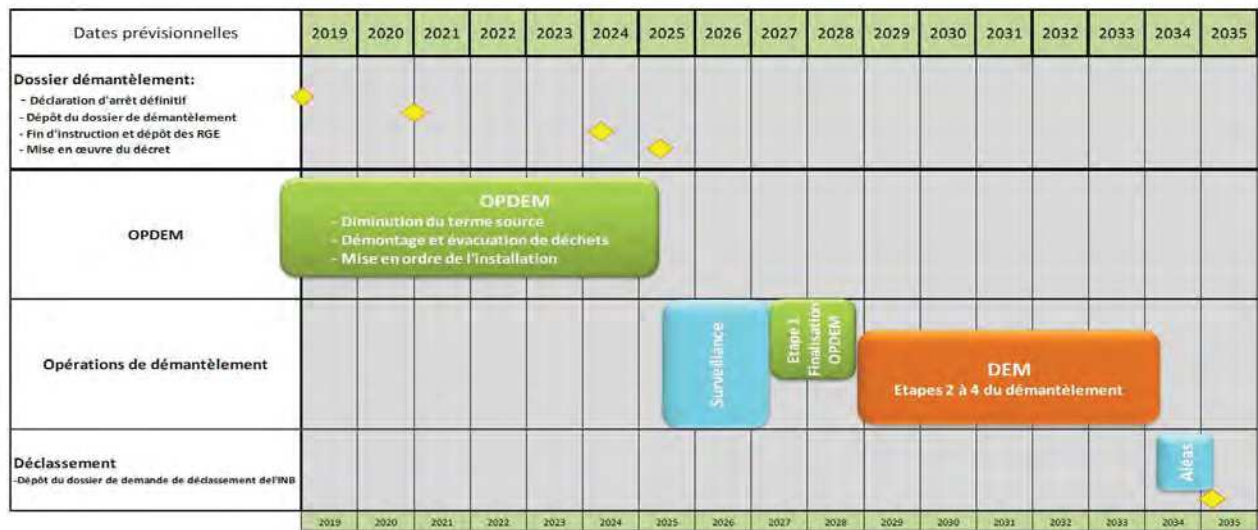 Dates prévisionnelles 2019 2020 2021 2022 2023 2024 2025 2026 2027 2028 2029 2030 2031 2032 2033 2034 2035
Dossier démantèlement:
- Déclaration d'arrêt définitif
- Dépôt du dossier de démantèlement
- Fin d'instruction et dépôt des RGE
- Mise en œuvre du décret
OPDEM
OPDEM
- Diminution du terme source
- Démontage et évacuation de déchets
- Mise en ordre de l'installation
Opérations de démantèlement
Surveillance
Etape 1
Finalisation
OPDEM
DEM
Etapes 2 à 4 du démantèlement
Déclassement
-Dépôt du dossier de demande de déclassement del'INB
Aléas
2019 2020 2021 2022 2023 2024 2025 2026 2027 2028 2029 2030 2031 2032 2033 2034 2035